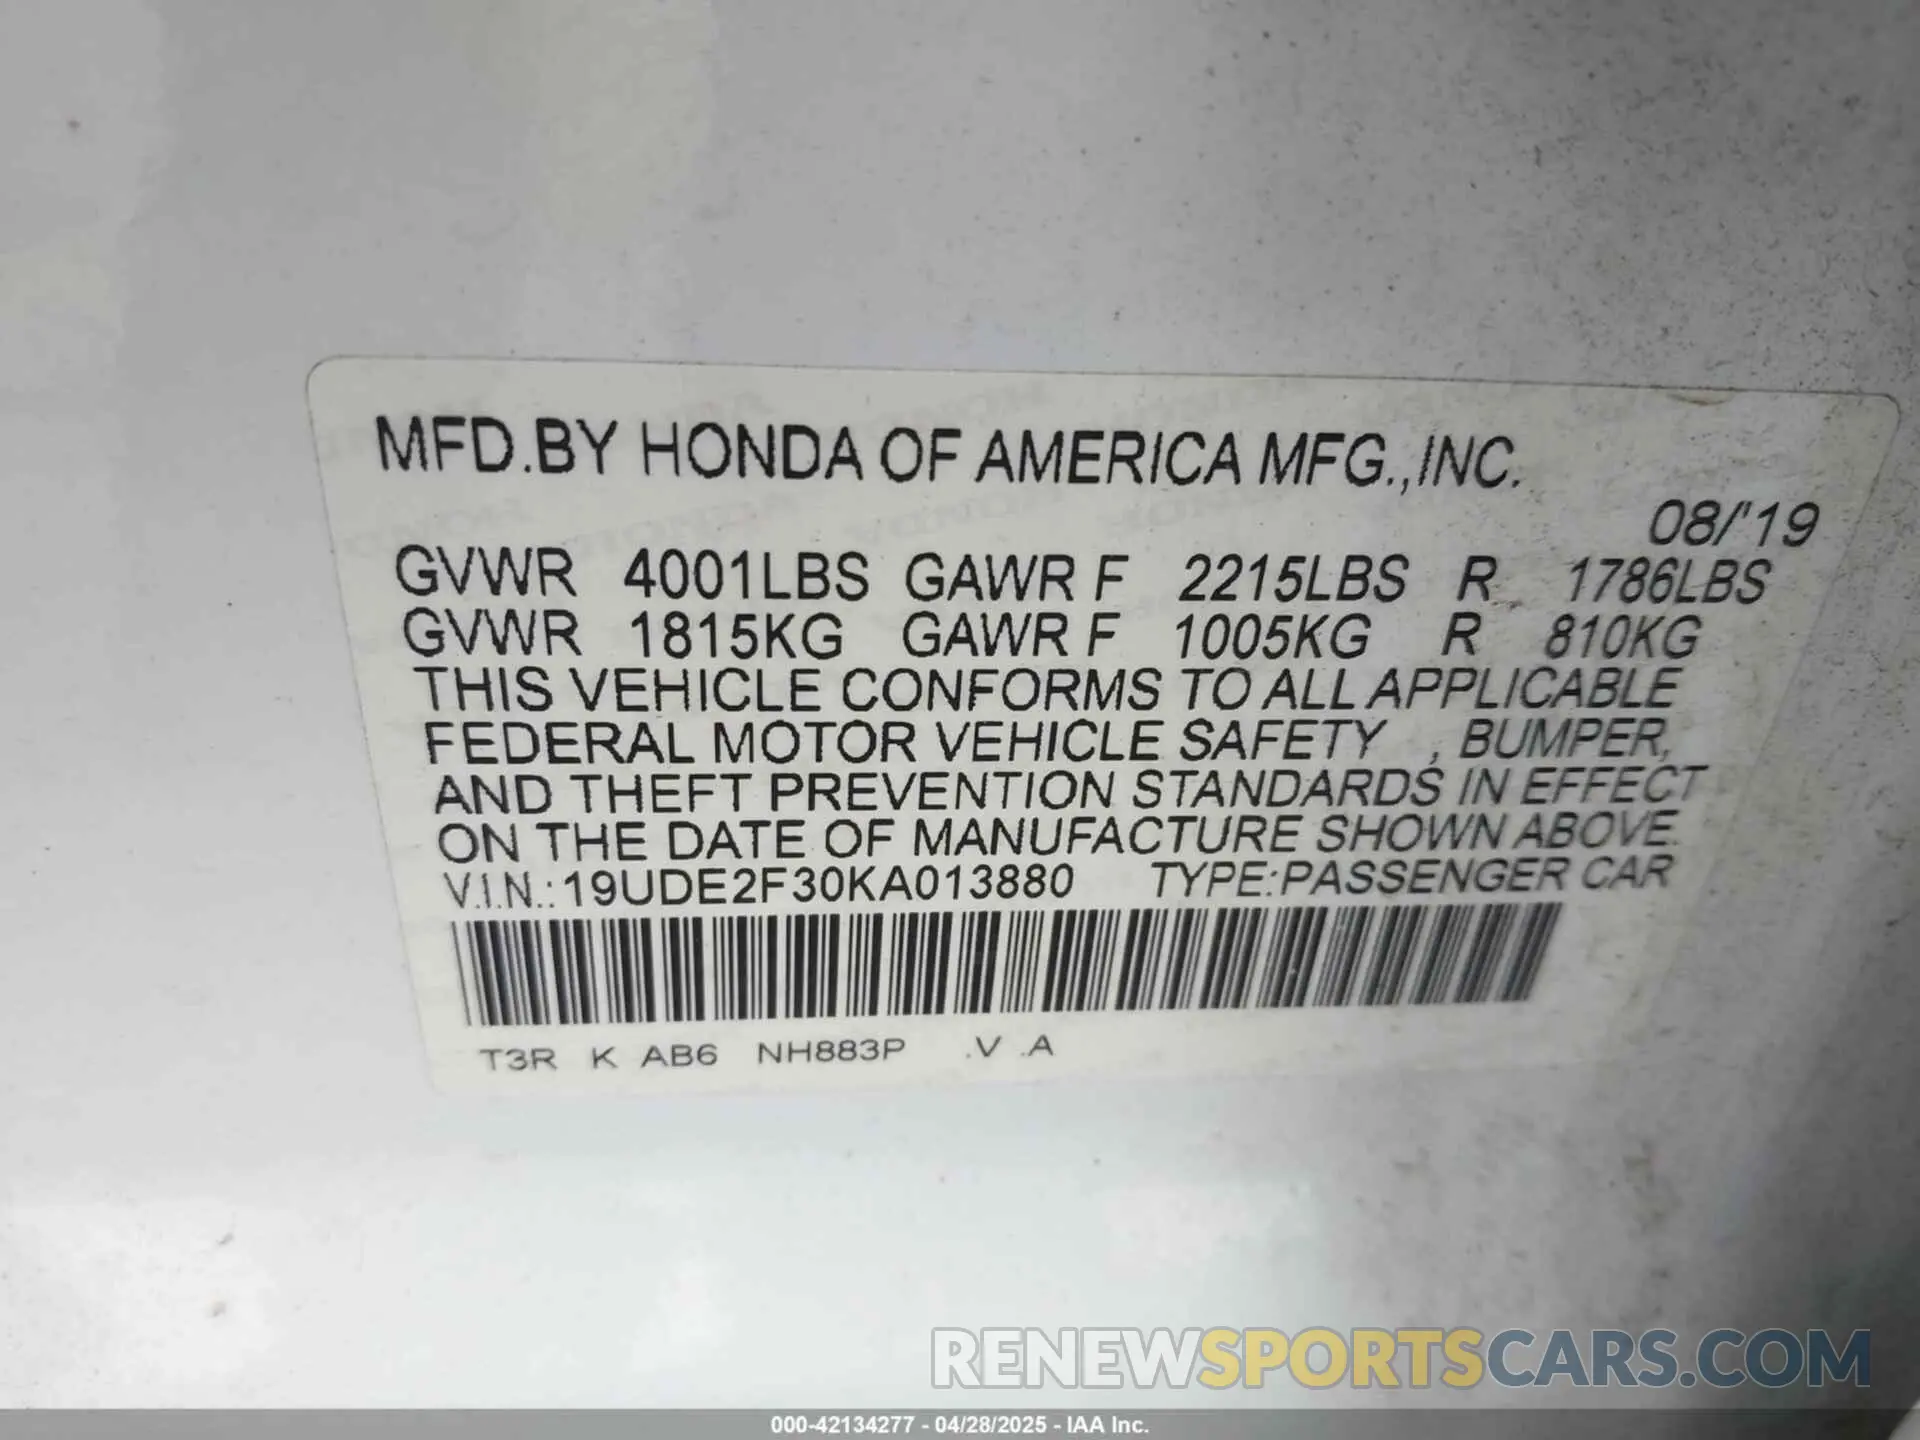 MFD.BY HONDA OF AMERICA MFG.,INC.
08/'19
GVWR 4001LBS GAWR F 2215LBS R 1786LBS
GVWR 1815KG GAWR F 1005KG R 810KG
THIS VEHICLE CONFORMS TO ALL APPLICABLE
FEDERAL MOTOR VEHICLE SAFETY , BUMPER,
AND THEFT PREVENTION STANDARDS IN EFFECT
ON THE DATE OF MANUFACTURE SHOWN ABOVE.
V.I.N.: 19UDE2F30KA013880 TYPE:PASSENGER CAR
T3R K AB6 NH883P .V .A
RENEWSPORTSCARS.COM
000-42134277 - 04/28/2025 - IAA Inc.